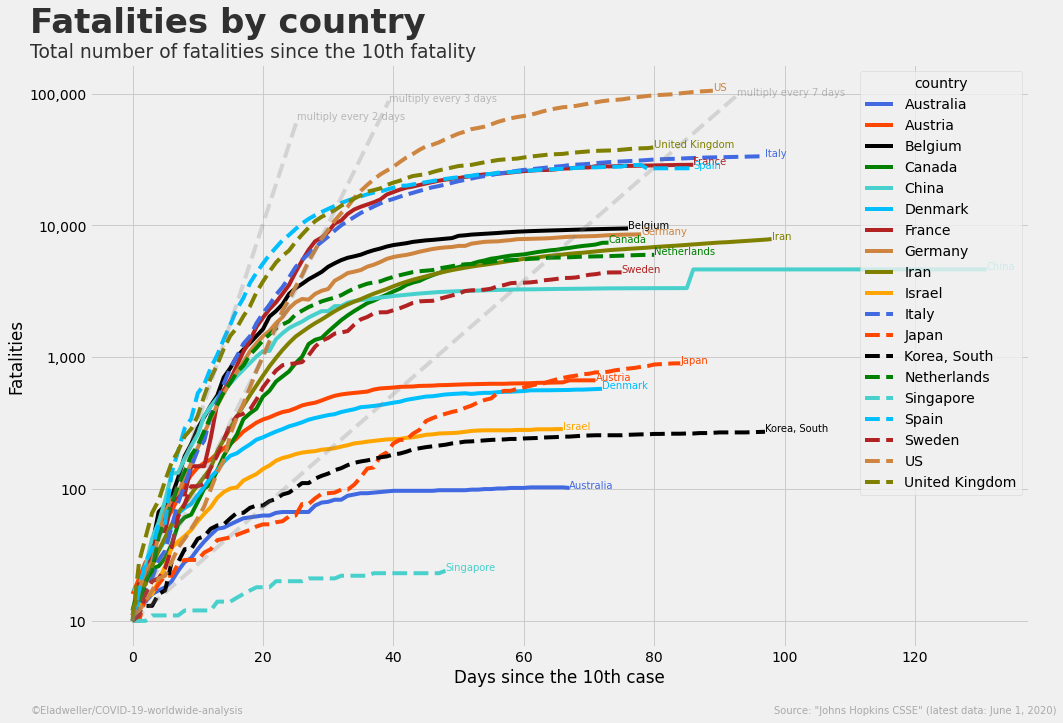 Fatalities by country
Total number of fatalities since the 10th fatality
100,000
10,000
1,000
100
10
Fatalities
0
20
40
60
80
100
120
Days since the 10th case
multiply every 2 days
multiply every 3 days
multiply every 7 days
US
United Kingdom
Italy
France
Spain
Belgium
Germany
Canada
Iran
Netherlands
Sweden
China
Japan
Austria
Denmark
Israel
Korea, South
Australia
Singapore
country
Australia
Austria
Belgium
Canada
China
Denmark
France
Germany
Iran
Israel
Italy
Japan
Korea, South
Netherlands
Singapore
Spain
Sweden
US
United Kingdom
©Eladweller/COVID-19-worldwide-analysis
Source: "Johns Hopkins CSSE" (latest data: June 1, 2020)